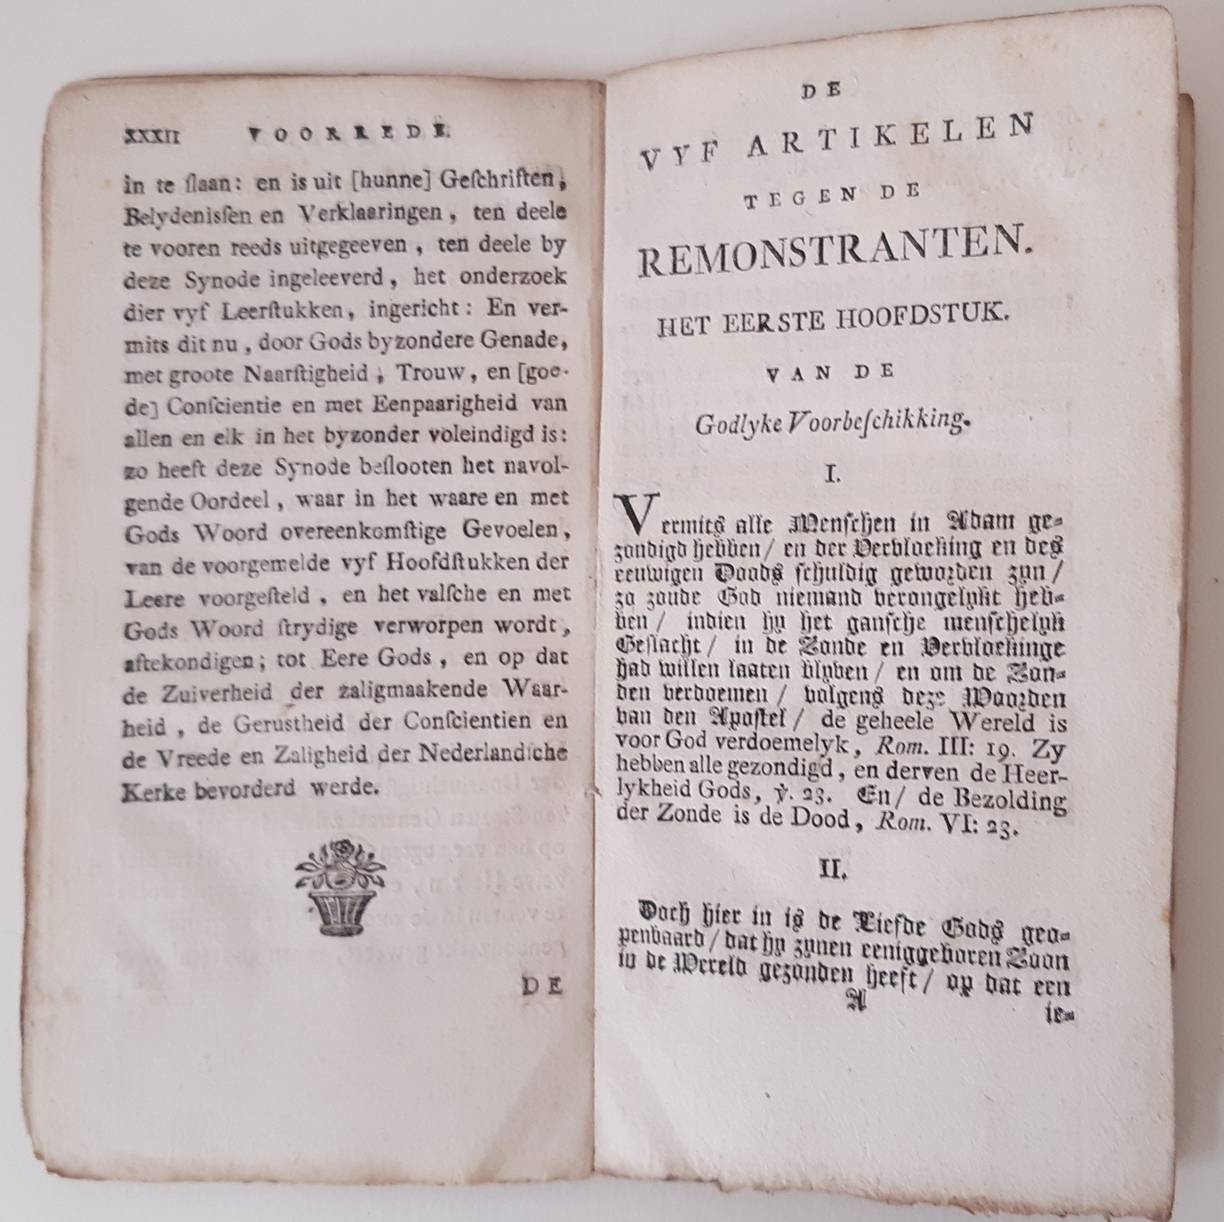 XXXII VOORREDE.
in te ſlaan: en is uit [hunne] Geſchriften,
Belydenisſen en Verklaaringen, ten deele
te vooren reeds uitgegeeven, ten deele by
deze Synode ingeleeverd, het onderzoek
dier vyf Leerſtukken, ingericht: En ver-
mits dit nu, door Gods byzondere Genade,
met groote Naarſtigheid, Trouw, en [goe-
de] Conſcientie en met Eenpaarigheid van
allen en elk in het byzonder voleindigd is:
zo heeft deze Synode beſlooten het navol-
gende Oordeel, waar in het waare en met
Gods Woord overeenkomſtige Gevoelen,
van de voorgemelde vyf Hoofdſtukken der
Leere voorgeſteld, en het valſche en met
Gods Woord ſtrydige verworpen wordt,
aftekondigen; tot Eere Gods, en op dat
de Zuiverheid der zaligmaakende Waar-
heid, de Gerustheid der Conſcientien en
de Vreede en Zaligheid der Nederlandſche
Kerke bevorderd werde.
DE
DE
VYF ARTIKELEN
TEGEN DE
REMONSTRANTEN.
HET EERSTE HOOFDSTUK.
VAN DE
Godlyke Voorbeſchikking.
I.
Vermits alle Menſchen in Adam ge-
zondigd hebben/ en der Vervloeking en des
eeuwigen Doods ſchuldig geworden zyn/
zo zoude God niemand verongelykt heb-
ben/ indien hy het ganſche menſchelyk
Geſlacht/ in de Zonde en Vervloekinge
had willen laaten blyven/ en om de Zon-
den verdoemen/ volgens deze Woorden
van den Apoſtel/ de geheele Wereld is
voor God verdoemelyk, Rom. III: 19. Zy
hebben alle gezondigd, en derven de Heer-
lykheid Gods, ℣. 23. En/ de Bezolding
der Zonde is de Dood, Rom. VI: 23.
II.
Doch hier in is de Liefde Gods geo-
penbaard/ dat hy zynen eeniggeboren Zoon
in de Wereld gezonden heeft/ op dat een
A ie-